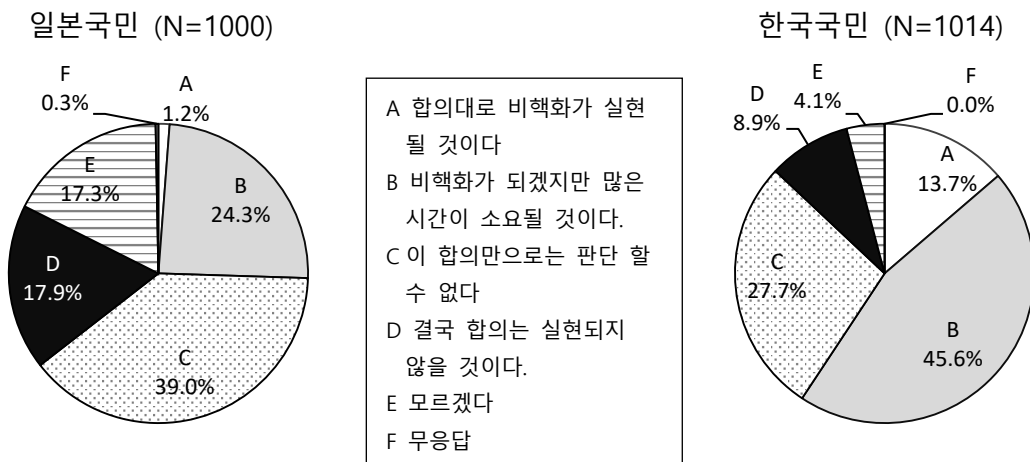 일본국민 (N=1000)
F
0.3%
A
1.2%
B
24.3%
C
39.0%
D
17.9%
E
17.3%
A 합의대로 비핵화가 실현
될 것이다
B 비핵화가 되겠지만 많은
시간이 소요될 것이다.
C 이 합의만으로는 판단 할
수 없다
D 결국 합의는 실현되지
않을 것이다.
E 모르겠다
F 무응답
한국국민 (N=1014)
F
0.0%
A
13.7%
B
45.6%
C
27.7%
D
8.9%
E
4.1%